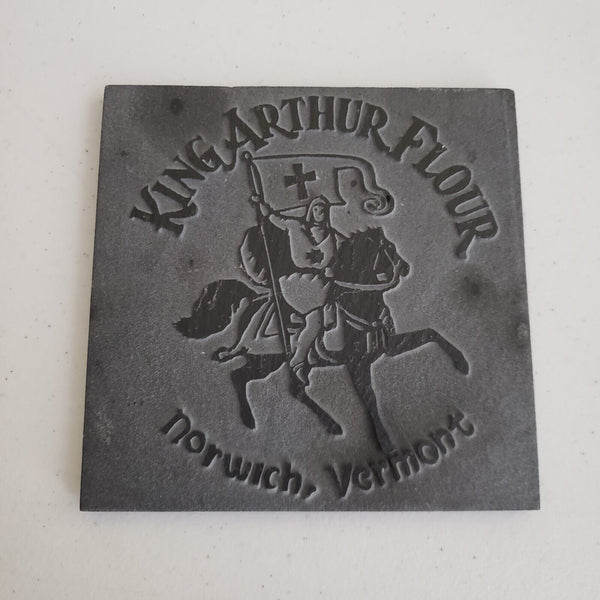 KING ARTHUR FLOUR
Norwich, Vermont